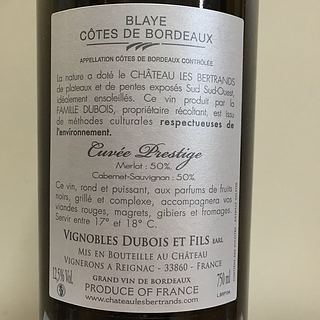 BLAYE
CÔTES DE BORDEAUX
APPELLATION CÔTES DE BORDEAUX CONTRÔLÉE
La nature a doté le CHÂTEAU LES BERTRANDS
de plateaux et de pentes exposés Sud Sud-Ouest,
idéalement ensoleillés. Ce vin produit par la
FAMILLE DUBOIS, propriétaire récoltant, est issu
de méthodes culturales respectueuses de
l'environnement.
Cuvée Prestige
Merlot : 50%,
Cabernet-Sauvignon : 50%
Ce vin, rond et puissant, aux parfums de fruits
noirs, grillé et complexe, accompagnera vos
viandes rouges, magrets, gibiers et fromages.
Servir entre 17° et 18° C.
VIGNOBLES DUBOIS ET FILS EARL
MIS EN BOUTEILLE AU CHÂTEAU
VIGNERONS A REIGNAC - 33860 - FRANCE
GRAND VIN DE BORDEAUX
PRODUCE OF FRANCE
www.chateaulesbertrands.com
12,5% Vol.
750 ml